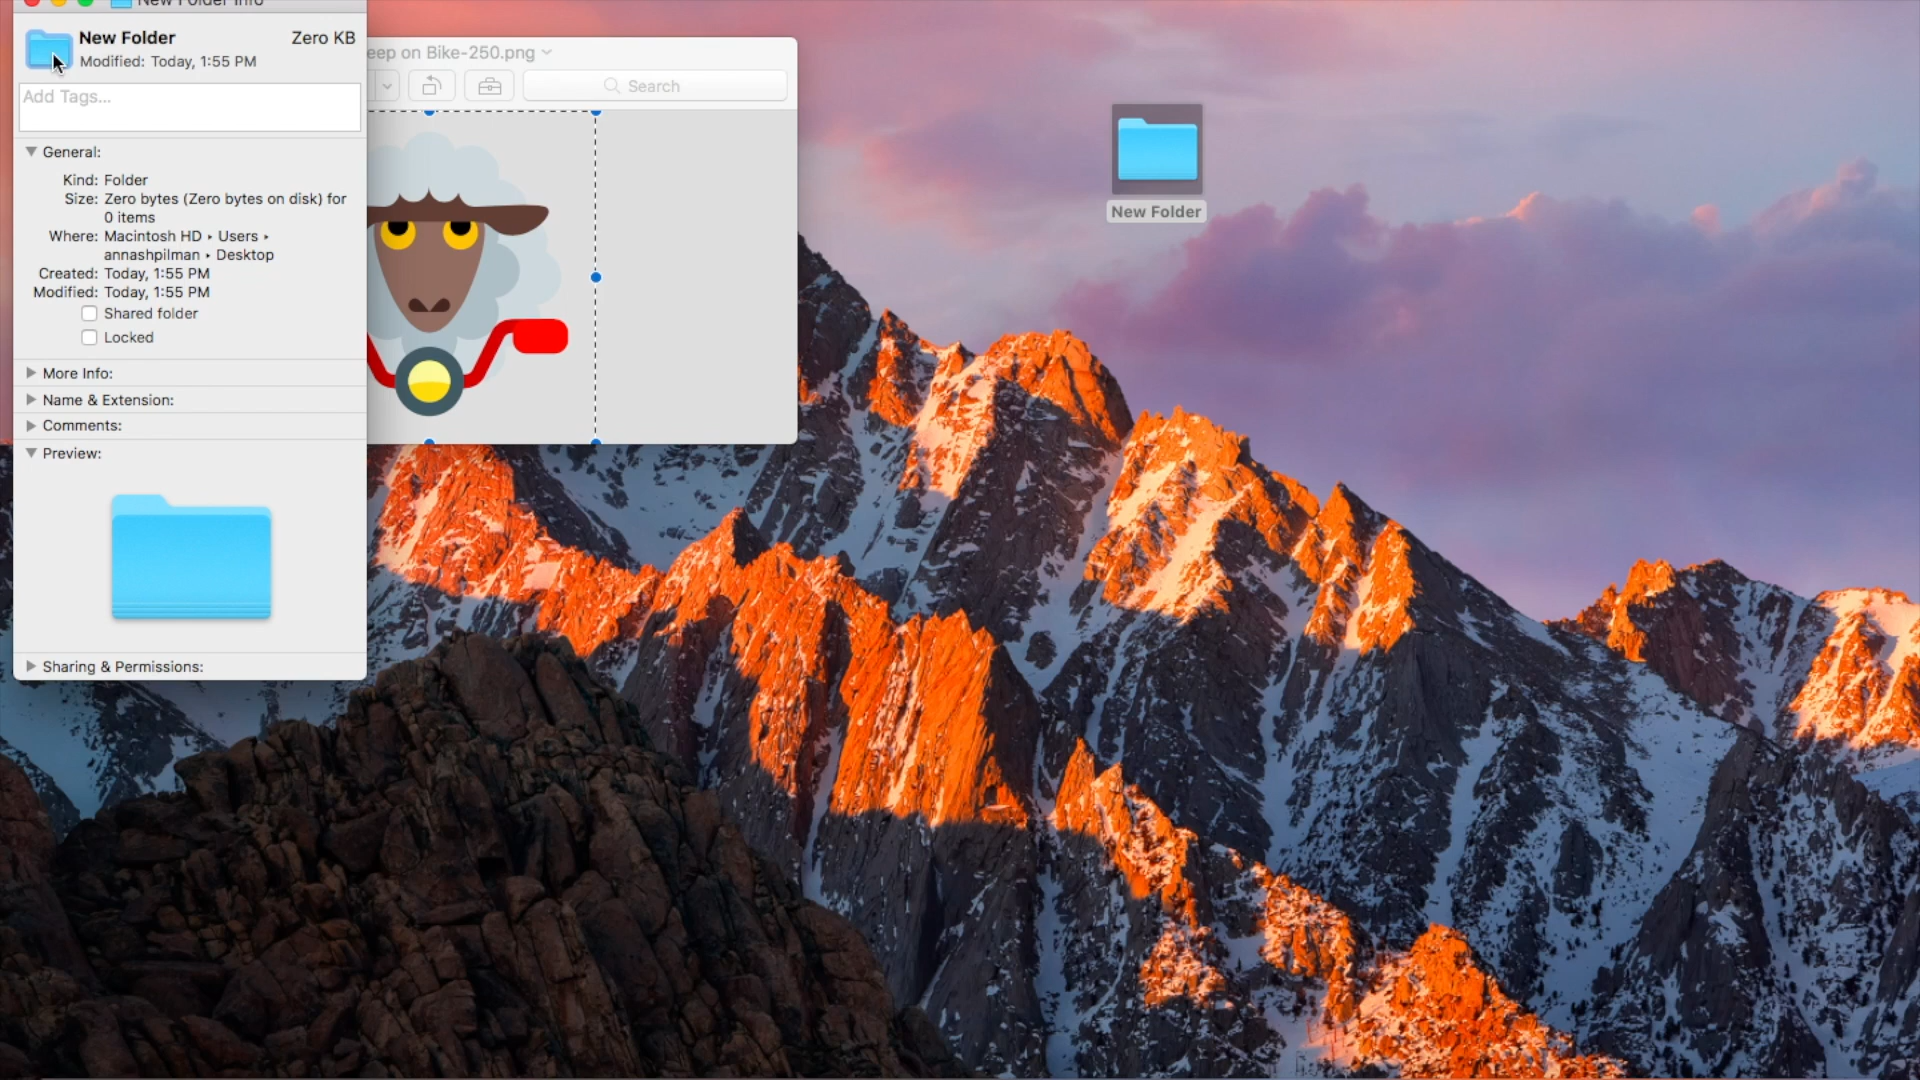 New Folder Info
New Folder Zero KB
Modified: Today, 1:55 PM
Add Tags...
General:
Kind: Folder
Size: Zero bytes (Zero bytes on disk) for
0 items
Where: Macintosh HD ▸ Users ▸
annashpilman ▸ Desktop
Created: Today, 1:55 PM
Modified: Today, 1:55 PM
Shared folder
Locked
More Info:
Name & Extension:
Comments:
Preview:
Sharing & Permissions:
eep on Bike-250.png
Search
New Folder